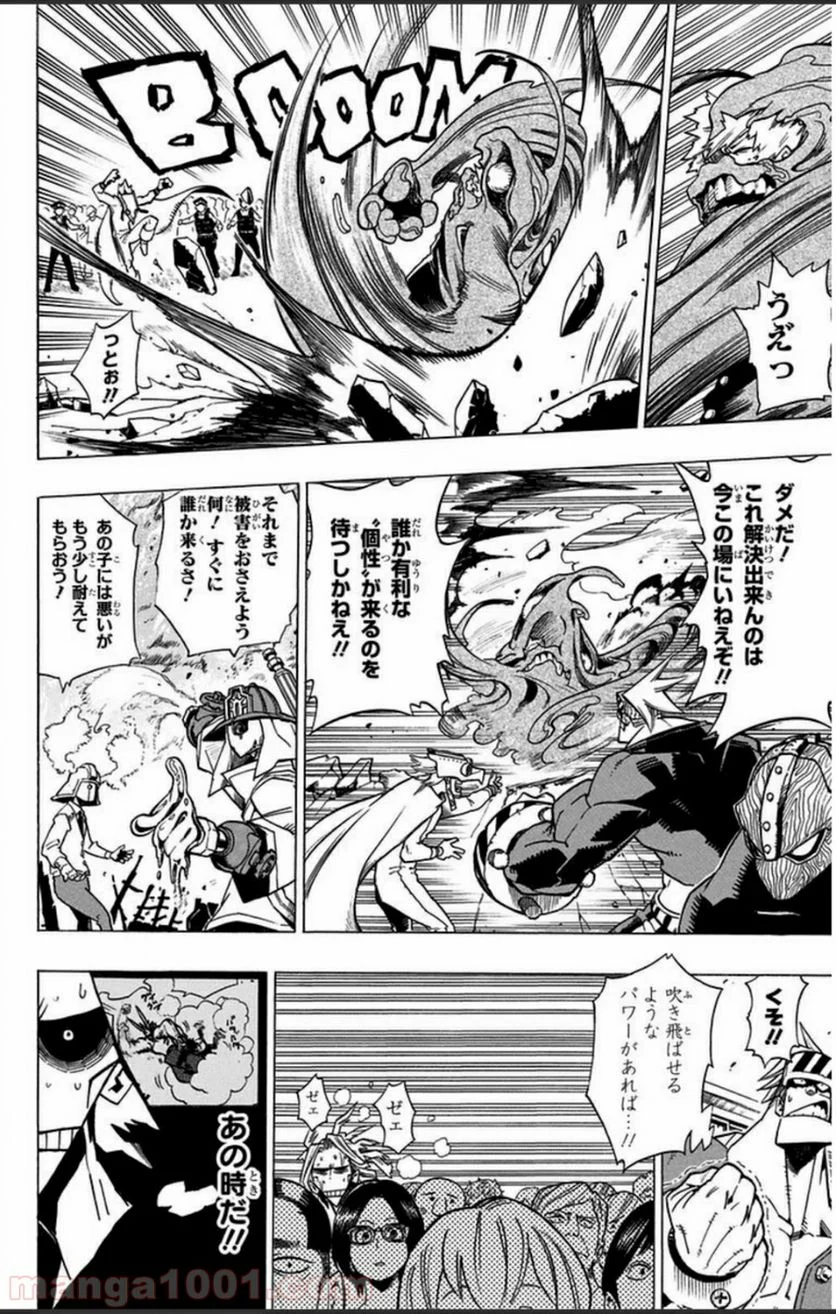 うえ゛っ
BOOOM
つとぉ!!
ダメだ!
これ解決出来んのは
今この場にいねえぞ!!
誰か有利な
“個性”が来るのを
待つしかねえ!!
それまで
被害をおさえよう
何!すぐに
誰か来るさ!
あの子には悪いが
もう少し耐えて
もらおう!
くそ!!
吹き飛ばせる
ような
パワーがあれば…!!
ゼェ
ゼェ
あの時だ!!
manga1001.com